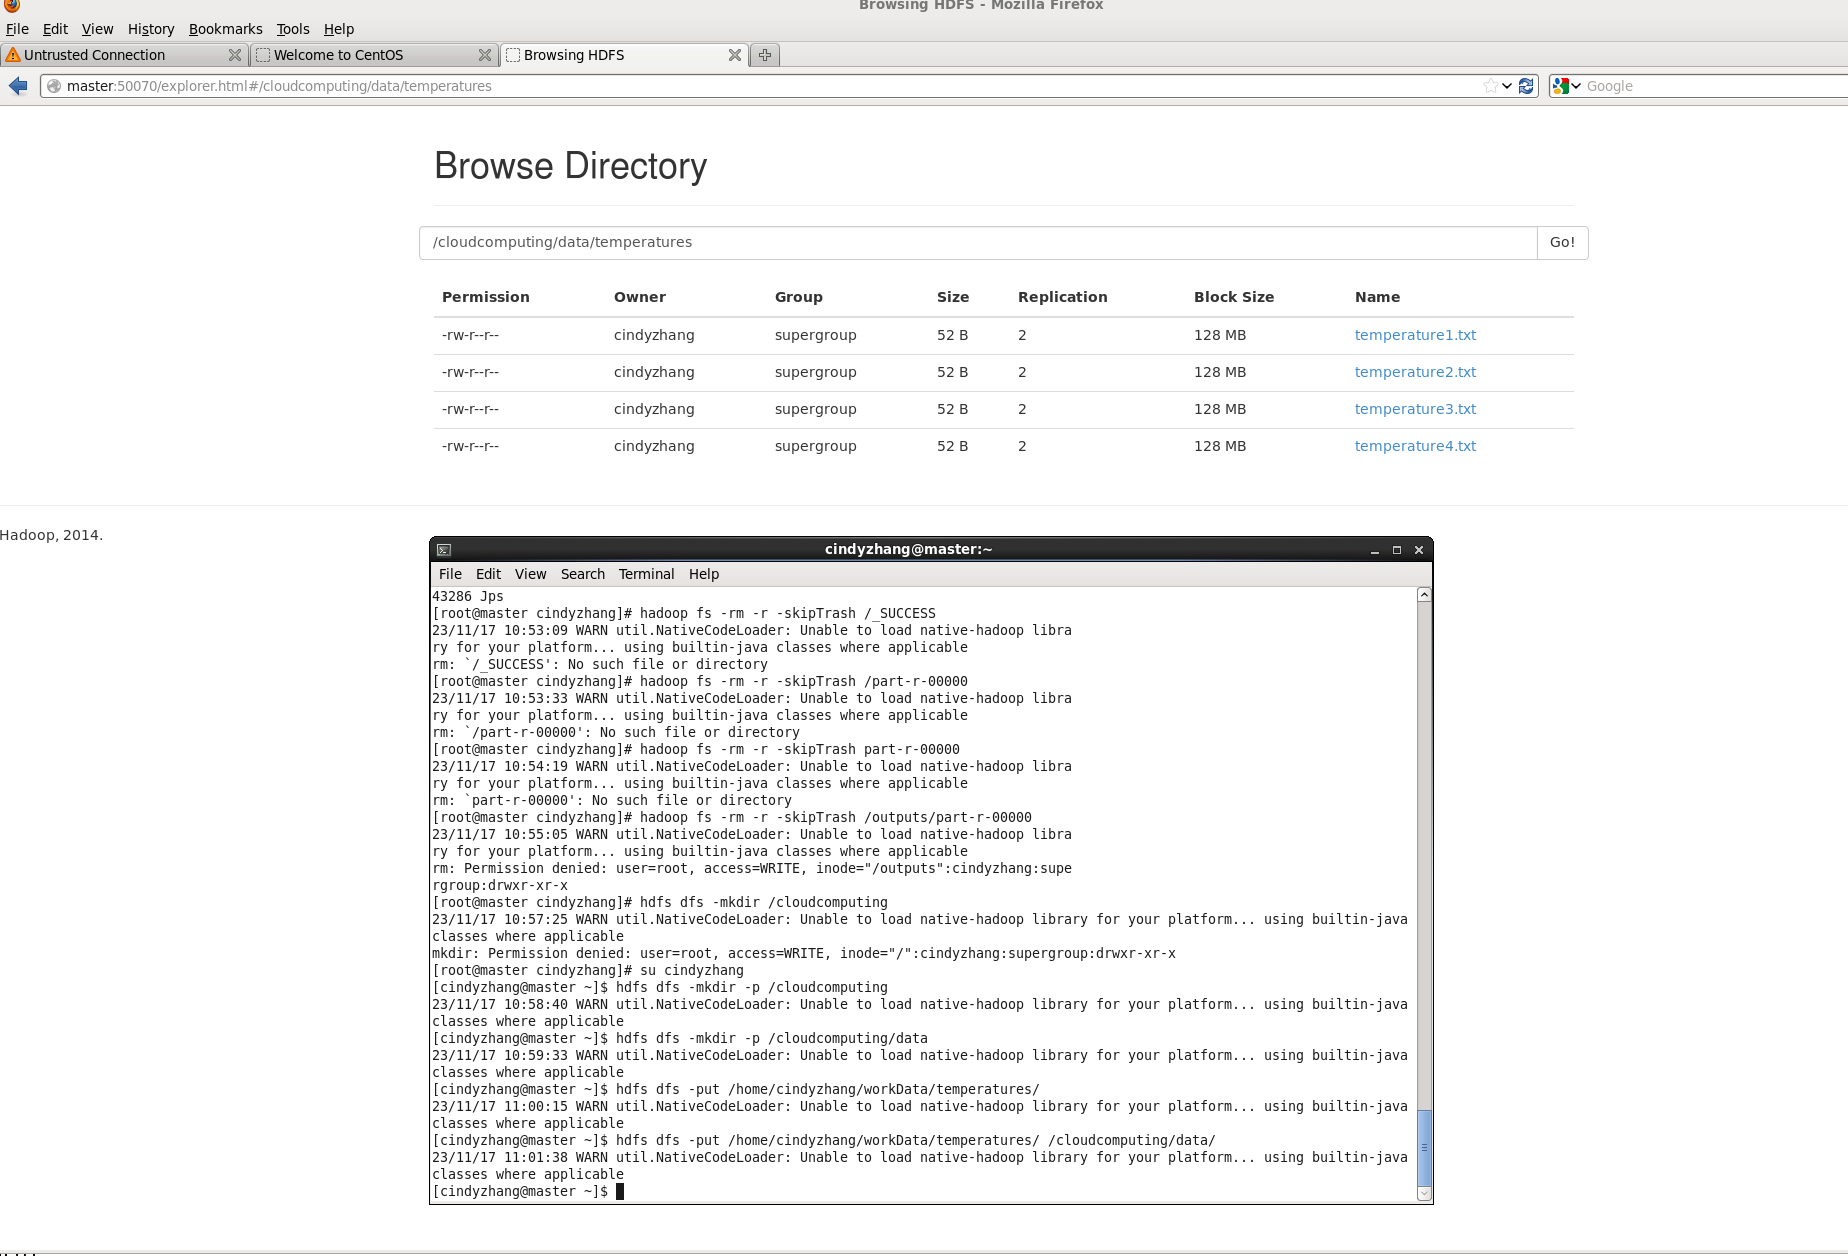 Browsing HDFS - Mozilla Firefox
File Edit View History Bookmarks Tools Help
Untrusted Connection Welcome to CentOS Browsing HDFS
master:50070/explorer.html#/cloudcomputing/data/temperatures Google
Browse Directory
/cloudcomputing/data/temperatures Go!
Permission Owner Group Size Replication Block Size Name
-rw-r--r-- cindyzhang supergroup 52 B 2 128 MB temperature1.txt
-rw-r--r-- cindyzhang supergroup 52 B 2 128 MB temperature2.txt
-rw-r--r-- cindyzhang supergroup 52 B 2 128 MB temperature3.txt
-rw-r--r-- cindyzhang supergroup 52 B 2 128 MB temperature4.txt
Hadoop, 2014.
cindyzhang@master:~
File Edit View Search Terminal Help
43286 Jps
[root@master cindyzhang]# hadoop fs -rm -r -skipTrash /_SUCCESS
23/11/17 10:53:09 WARN util.NativeCodeLoader: Unable to load native-hadoop libra
ry for your platform... using builtin-java classes where applicable
rm: `/_SUCCESS': No such file or directory
[root@master cindyzhang]# hadoop fs -rm -r -skipTrash /part-r-00000
23/11/17 10:53:33 WARN util.NativeCodeLoader: Unable to load native-hadoop libra
ry for your platform... using builtin-java classes where applicable
rm: `/part-r-00000': No such file or directory
[root@master cindyzhang]# hadoop fs -rm -r -skipTrash part-r-00000
23/11/17 10:54:19 WARN util.NativeCodeLoader: Unable to load native-hadoop libra
ry for your platform... using builtin-java classes where applicable
rm: `part-r-00000': No such file or directory
[root@master cindyzhang]# hadoop fs -rm -r -skipTrash /outputs/part-r-00000
23/11/17 10:55:05 WARN util.NativeCodeLoader: Unable to load native-hadoop libra
ry for your platform... using builtin-java classes where applicable
rm: Permission denied: user=root, access=WRITE, inode="/outputs":cindyzhang:supe
rgroup:drwxr-xr-x
[root@master cindyzhang]# hdfs dfs -mkdir /cloudcomputing
23/11/17 10:57:25 WARN util.NativeCodeLoader: Unable to load native-hadoop library for your platform... using builtin-java
classes where applicable
mkdir: Permission denied: user=root, access=WRITE, inode="/":cindyzhang:supergroup:drwxr-xr-x
[root@master cindyzhang]# su cindyzhang
[cindyzhang@master ~]$ hdfs dfs -mkdir -p /cloudcomputing
23/11/17 10:58:40 WARN util.NativeCodeLoader: Unable to load native-hadoop library for your platform... using builtin-java
classes where applicable
[cindyzhang@master ~]$ hdfs dfs -mkdir -p /cloudcomputing/data
23/11/17 10:59:33 WARN util.NativeCodeLoader: Unable to load native-hadoop library for your platform... using builtin-java
classes where applicable
[cindyzhang@master ~]$ hdfs dfs -put /home/cindyzhang/workData/temperatures/
23/11/17 11:00:15 WARN util.NativeCodeLoader: Unable to load native-hadoop library for your platform... using builtin-java
classes where applicable
[cindyzhang@master ~]$ hdfs dfs -put /home/cindyzhang/workData/temperatures/ /cloudcomputing/data/
23/11/17 11:01:38 WARN util.NativeCodeLoader: Unable to load native-hadoop library for your platform... using builtin-java
classes where applicable
[cindyzhang@master ~]$